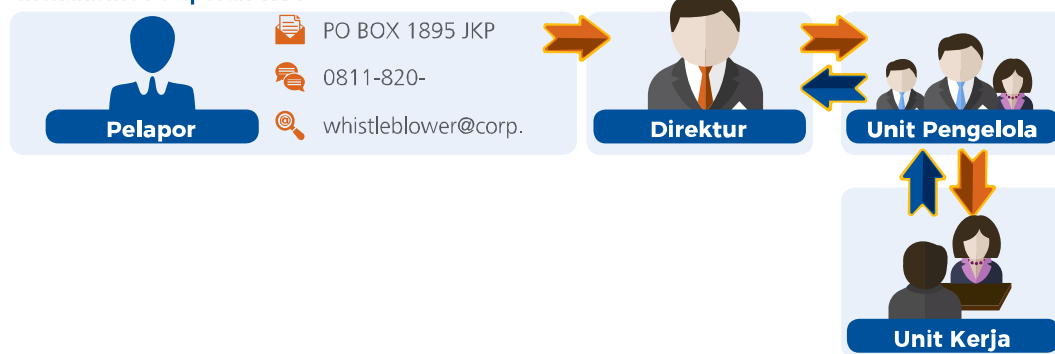 PO BOX 1895 JKP
0811-820-
whistleblower@corp.
Pelapor
Direktur
Unit Pengelola
Unit Kerja